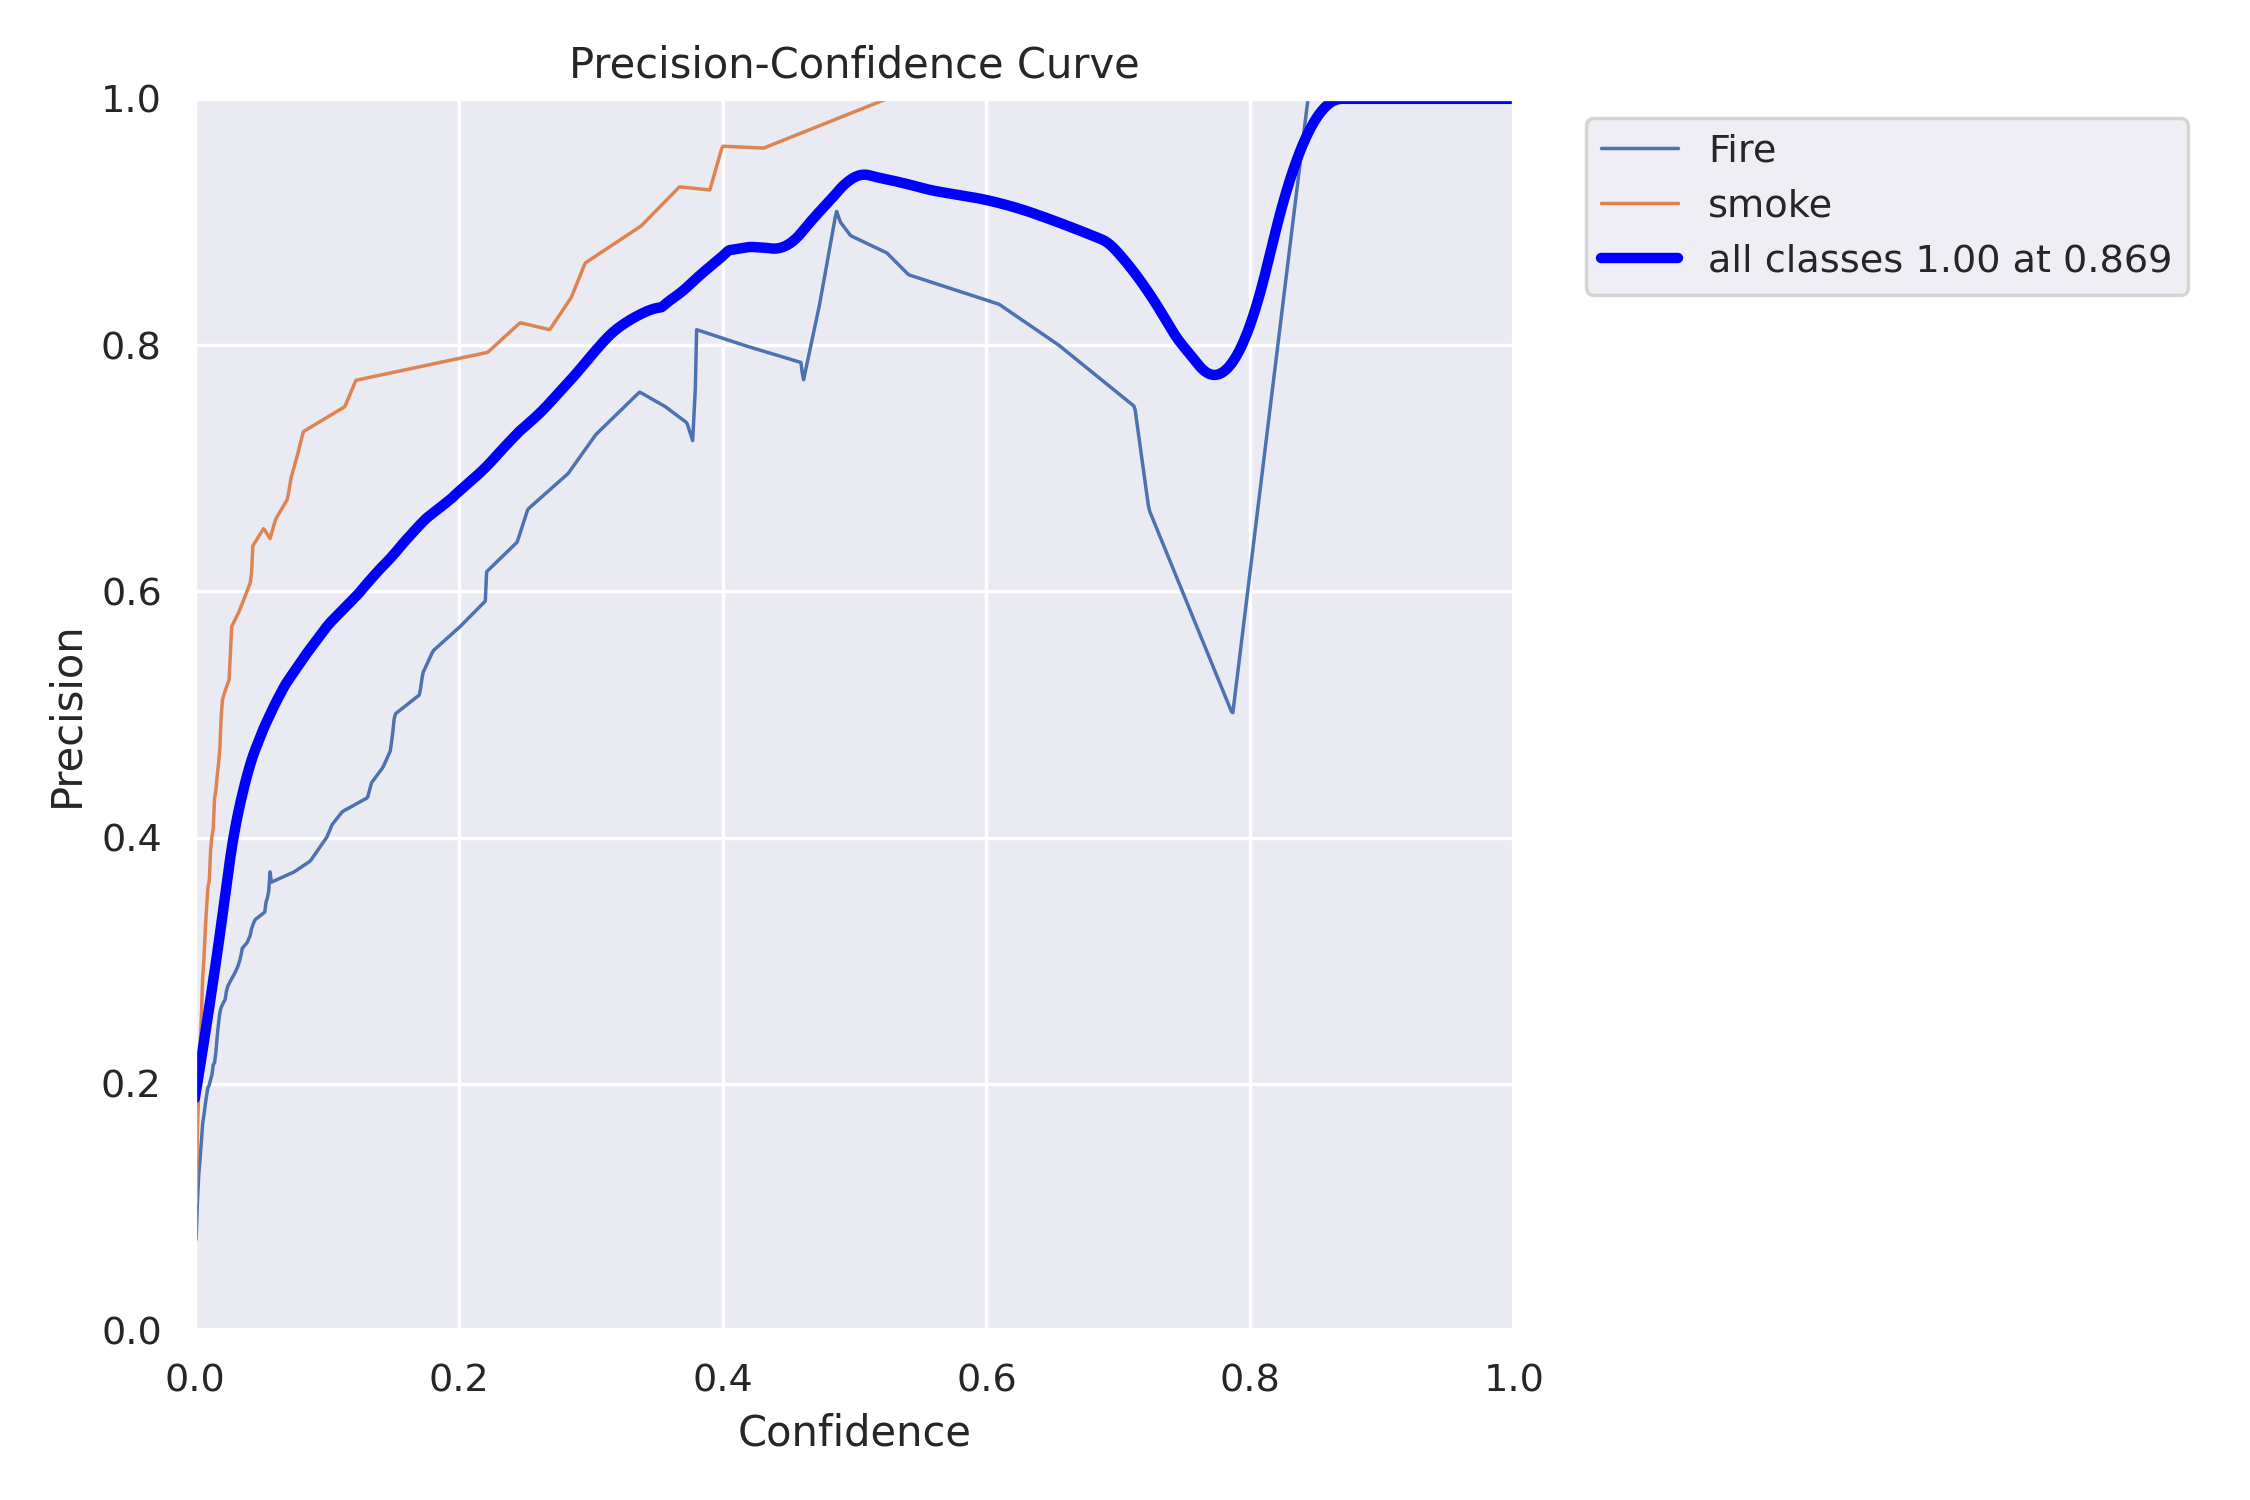 Precision-Confidence Curve
1.0
0.8
0.6
0.4
0.2
0.0
Precision
0.0 0.2 0.4 0.6 0.8 1.0
Confidence
Fire
smoke
all classes 1.00 at 0.869